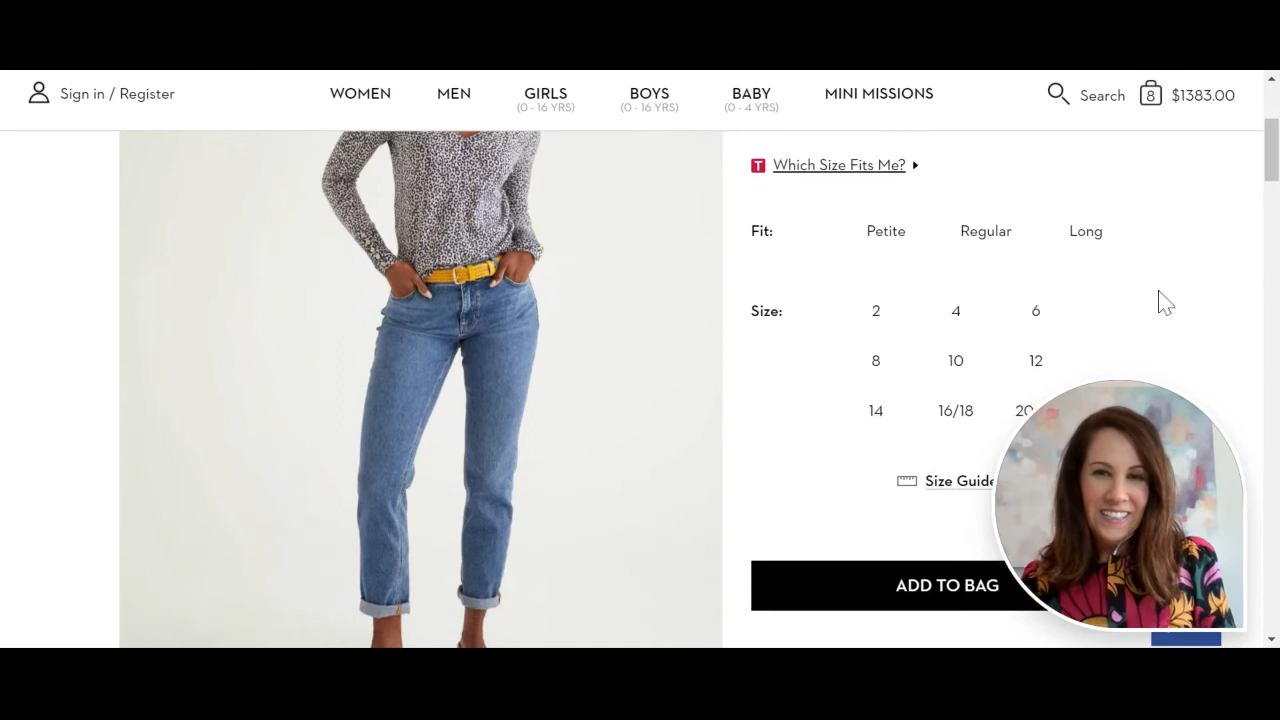 Sign in / Register
WOMEN MEN GIRLS BOYS BABY MINI MISSIONS
(0 - 16 YRS) (0 - 16 YRS) (0 - 4 YRS)
Search 8 $1383.00
T Which Size Fits Me?
Fit: Petite Regular Long
Size: 2 4 6
8 10 12
14 16/18 20
Size Guide
ADD TO BAG